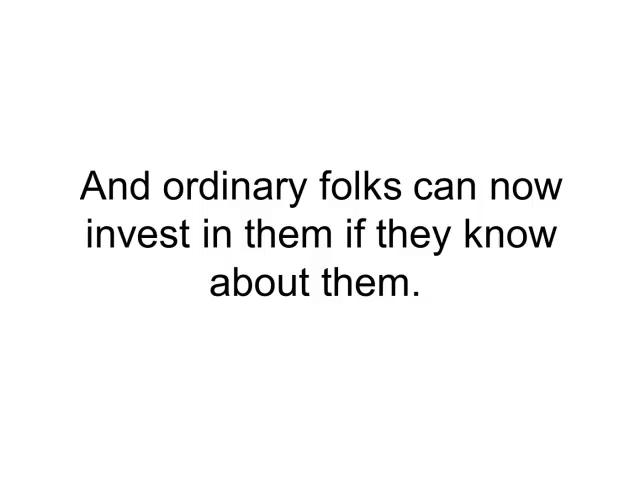 And ordinary folks can now
invest in them if they know
about them.